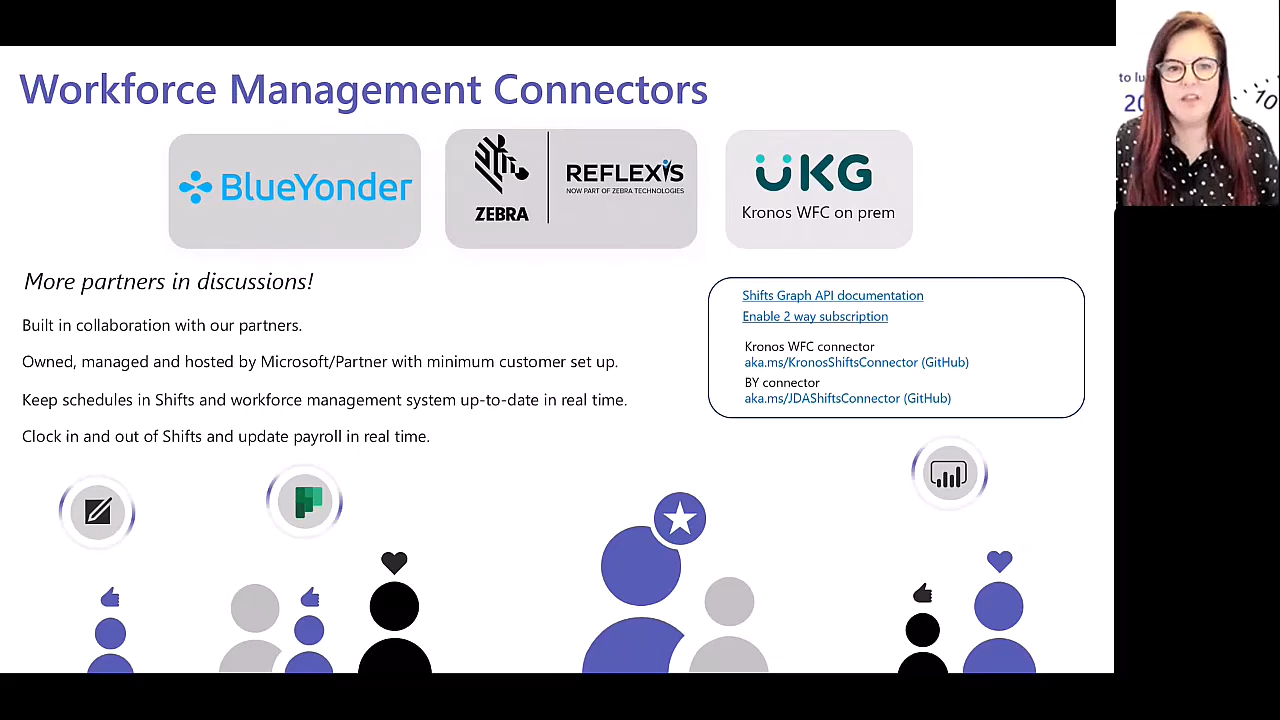 Workforce Management Connectors
BlueYonder
ZEBRA
REFLEXIS
NOW PART OF ZEBRA TECHNOLOGIES
UKG
Kronos WFC on prem
More partners in discussions!
Built in collaboration with our partners.
Owned, managed and hosted by Microsoft/Partner with minimum customer set up.
Keep schedules in Shifts and workforce management system up-to-date in real time.
Clock in and out of Shifts and update payroll in real time.
Shifts Graph API documentation
Enable 2 way subscription
Kronos WFC connector
aka.ms/KronosShiftsConnector (GitHub)
BY connector
aka.ms/JDAShiftsConnector (GitHub)
to lu
20
10